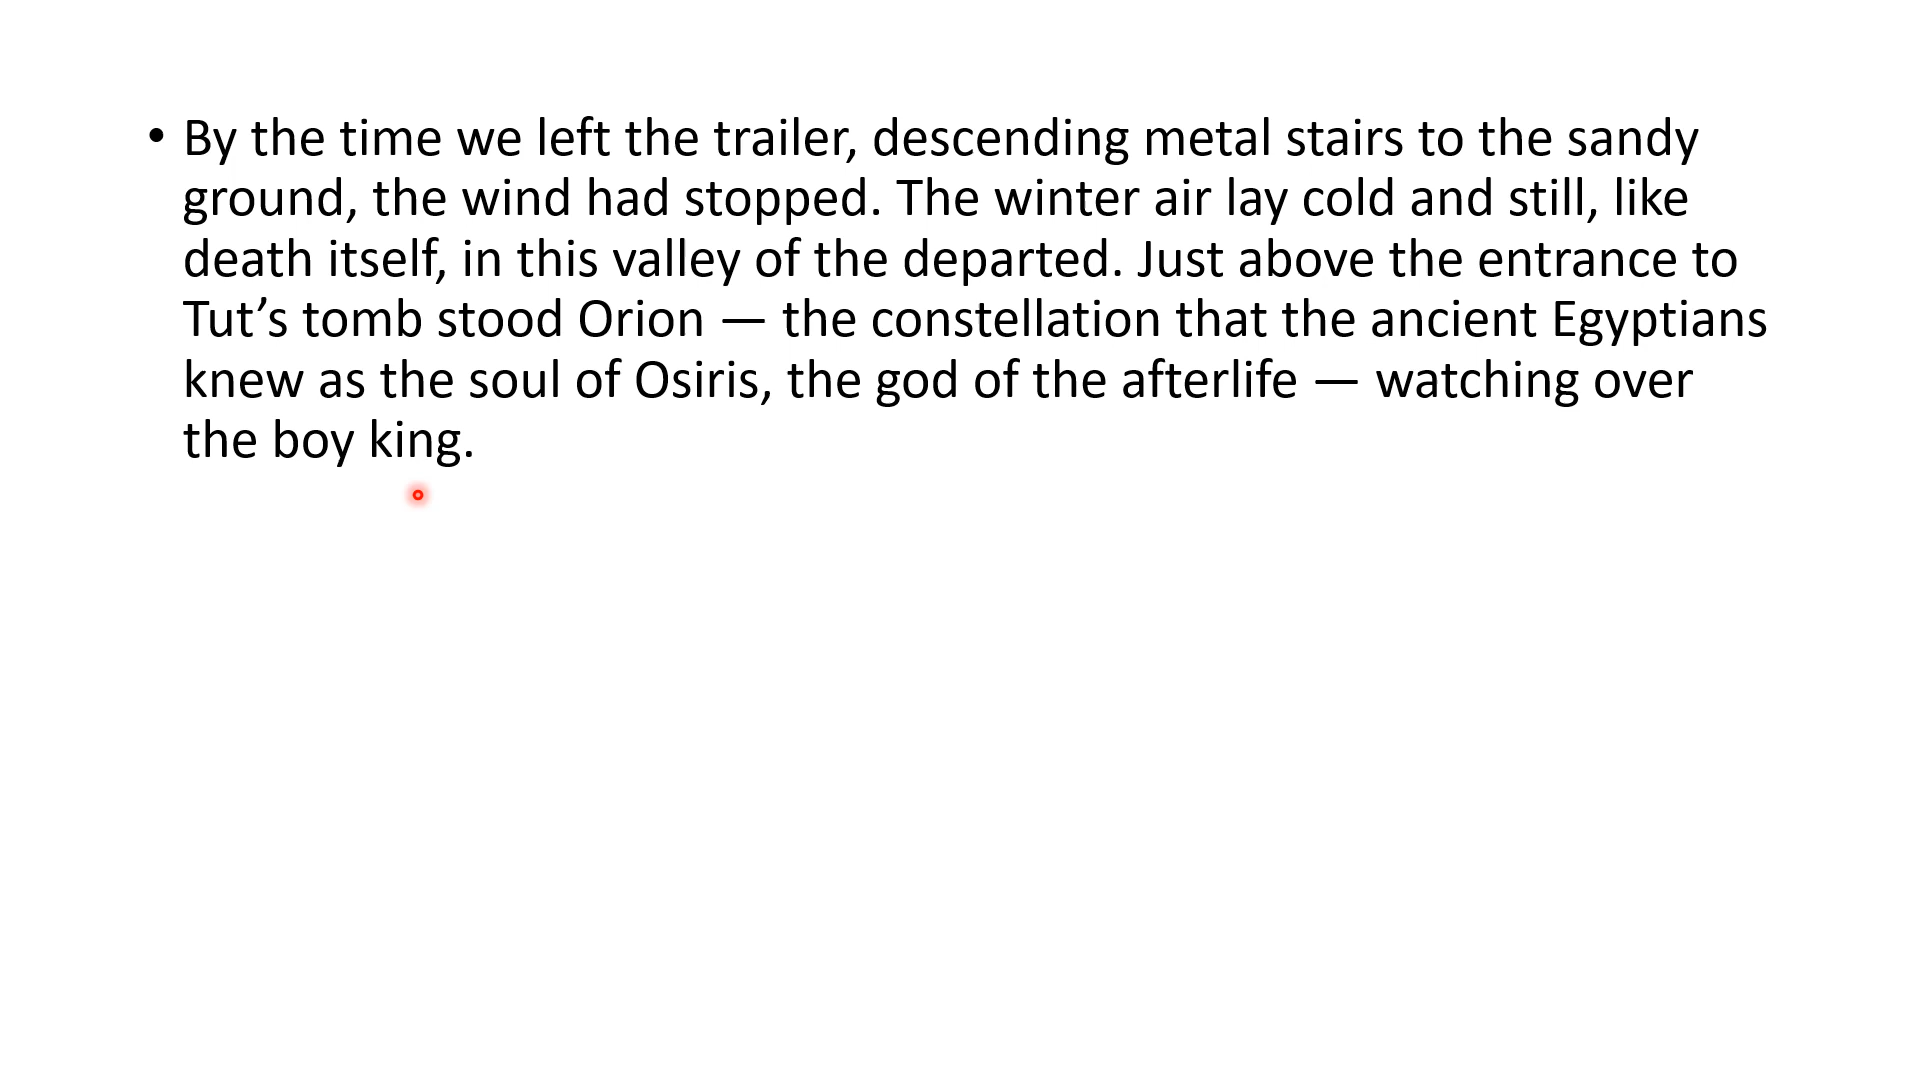 • By the time we left the trailer, descending metal stairs to the sandy
ground, the wind had stopped. The winter air lay cold and still, like
death itself, in this valley of the departed. Just above the entrance to
Tut’s tomb stood Orion — the constellation that the ancient Egyptians
knew as the soul of Osiris, the god of the afterlife — watching over
the boy king.